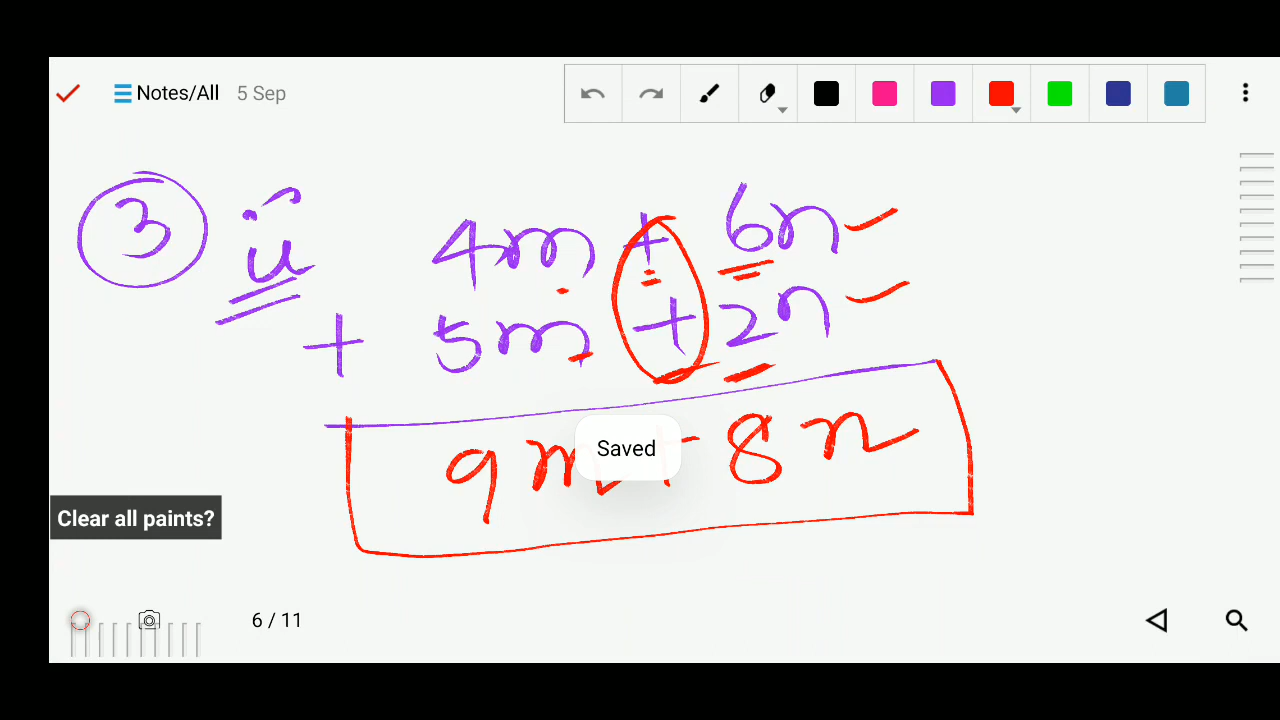 Notes/All 5 Sep
3 ii 4m + 6n
+ 5m + 2n
9m + 8n
Saved
Clear all paints?
6 / 11